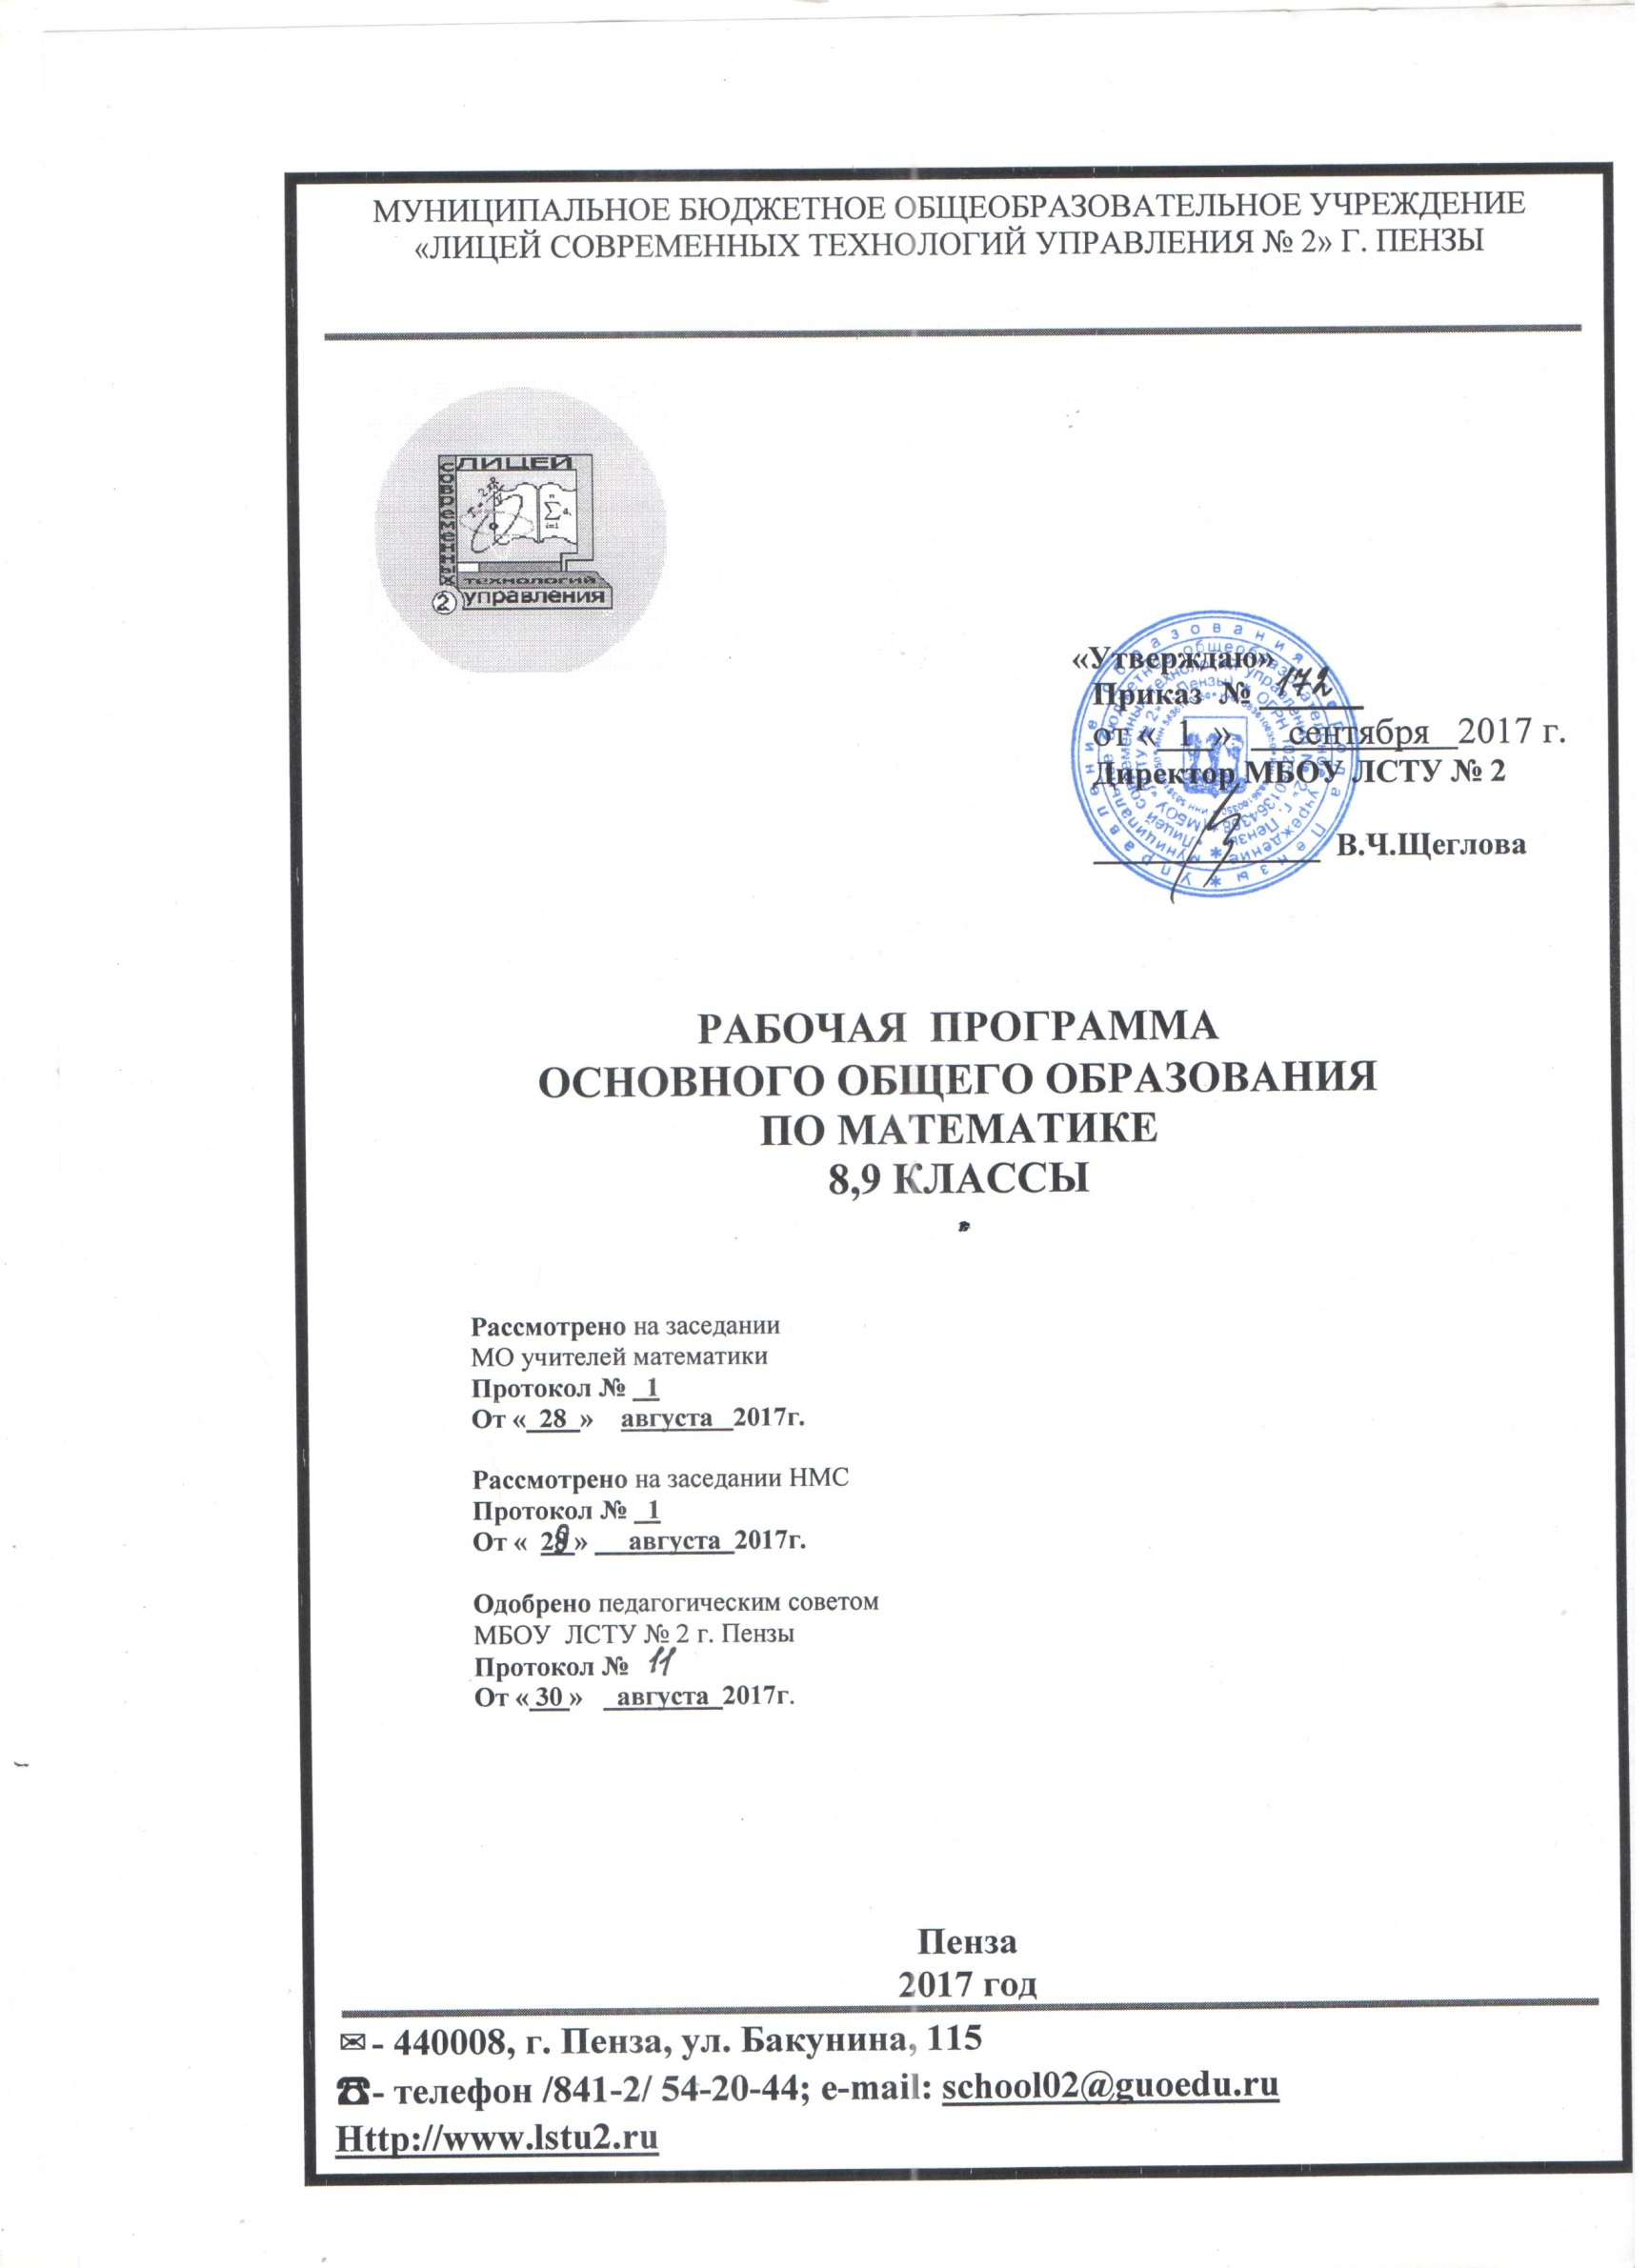 МУНИЦИПАЛЬНОЕ БЮДЖЕТНОЕ ОБЩЕОБРАЗОВАТЕЛЬНОЕ УЧРЕЖДЕНИЕ
«ЛИЦЕЙ СОВРЕМЕННЫХ ТЕХНОЛОГИЙ УПРАВЛЕНИЯ № 2» Г. ПЕНЗЫ
ЛИЦЕЙ
современных
технологий
2 управления
«Утверждаю»
Приказ № 172
от « 1 » сентября 2017 г.
Директор МБОУ ЛСТУ № 2
В.Ч.Щеглова
РАБОЧАЯ ПРОГРАММА
ОСНОВНОГО ОБЩЕГО ОБРАЗОВАНИЯ
ПО МАТЕМАТИКЕ
8,9 КЛАССЫ
Рассмотрено на заседании
МО учителей математики
Протокол № 1
От « 28 » августа 2017г.
Рассмотрено на заседании НМС
Протокол № 1
От « 29 » августа 2017г.
Одобрено педагогическим советом
МБОУ ЛСТУ № 2 г. Пензы
Протокол № 11
От « 30 » августа 2017г.
Пенза
2017 год
✉ - 440008, г. Пенза, ул. Бакунина, 115
☎- телефон /841-2/ 54-20-44; e-mail: school02@guoedu.ru
Http://www.lstu2.ru